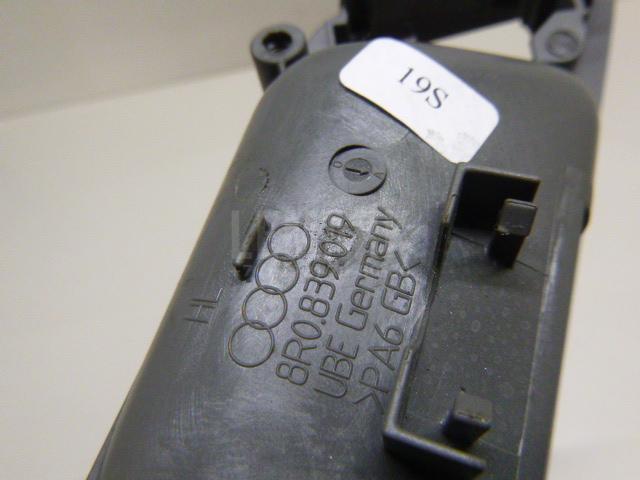 19S
8R0.839.019
UBE Germany
>PA6 GB<
HL